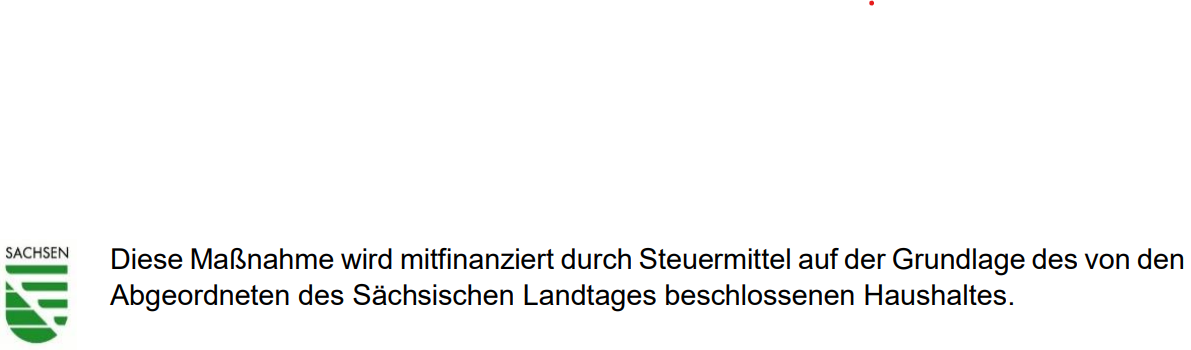 SACHSEN
Diese Maßnahme wird mitfinanziert durch Steuermittel auf der Grundlage des von den
Abgeordneten des Sächsischen Landtages beschlossenen Haushaltes.